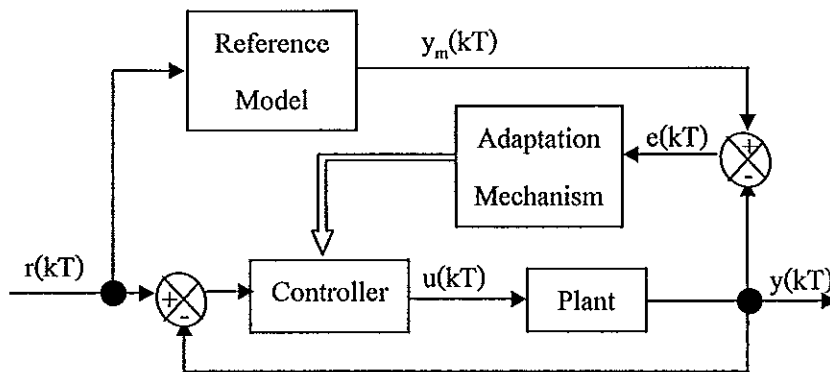 Reference
Model
y_m(kT)
Adaptation
Mechanism
e(kT)
+
-
r(kT)
+
-
Controller
u(kT)
Plant
y(kT)